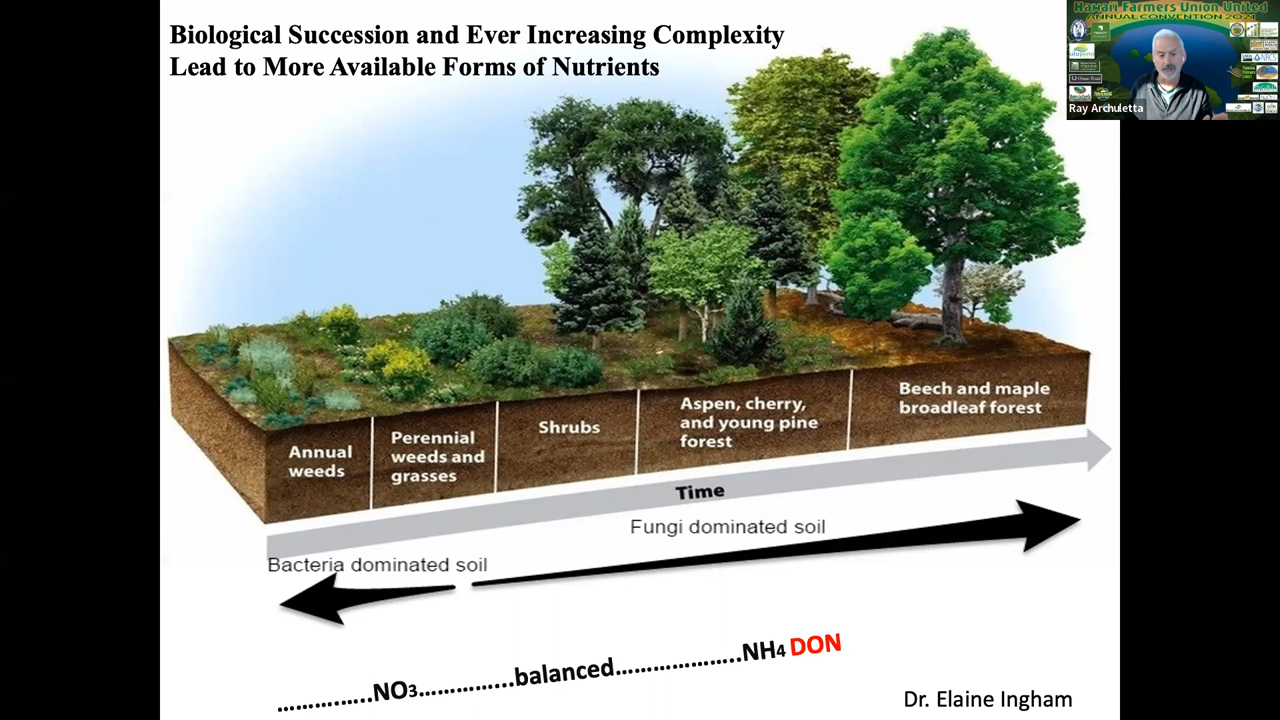 Biological Succession and Ever Increasing Complexity
Lead to More Available Forms of Nutrients
Hawaii Farmers Union United
ANNUAL CONVENTION 2021
Ray Archuleta
Annual
weeds
Perennial
weeds and
grasses
Shrubs
Aspen, cherry,
and young pine
forest
Beech and maple
broadleaf forest
Time
Fungi dominated soil
Bacteria dominated soil
..............NO3...............balanced....................NH4 DON
Dr. Elaine Ingham